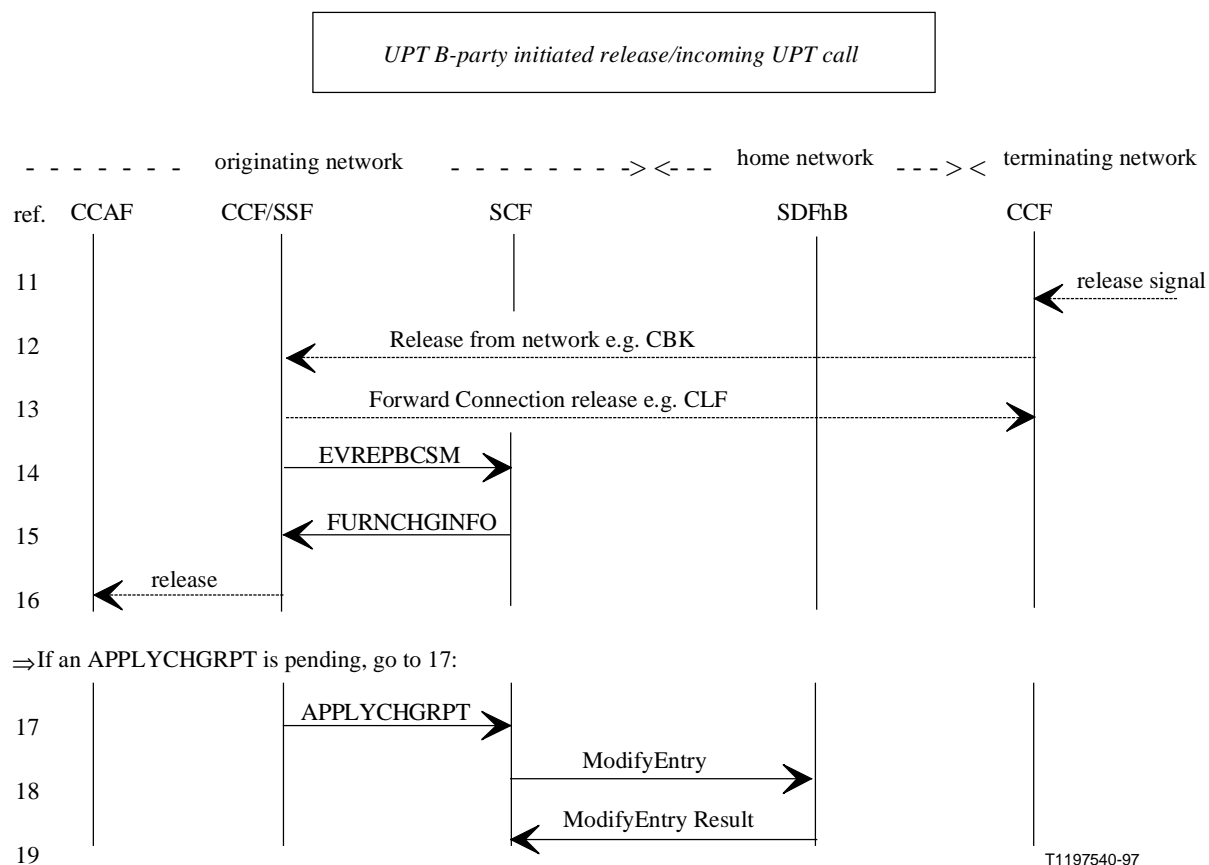 UPT B-party initiated release/incoming UPT call
originating network
home network
terminating network
ref. CCAF CCF/SSF SCF SDFhB CCF
11
release signal
12
Release from network e.g. CBK
13
Forward Connection release e.g. CLF
14
EVREPBCSM
15
FURNCHGINFO
16
release
⇒If an APPLYCHGRPT is pending, go to 17:
17
APPLYCHGRPT
18
ModifyEntry
19
ModifyEntry Result
T1197540-97